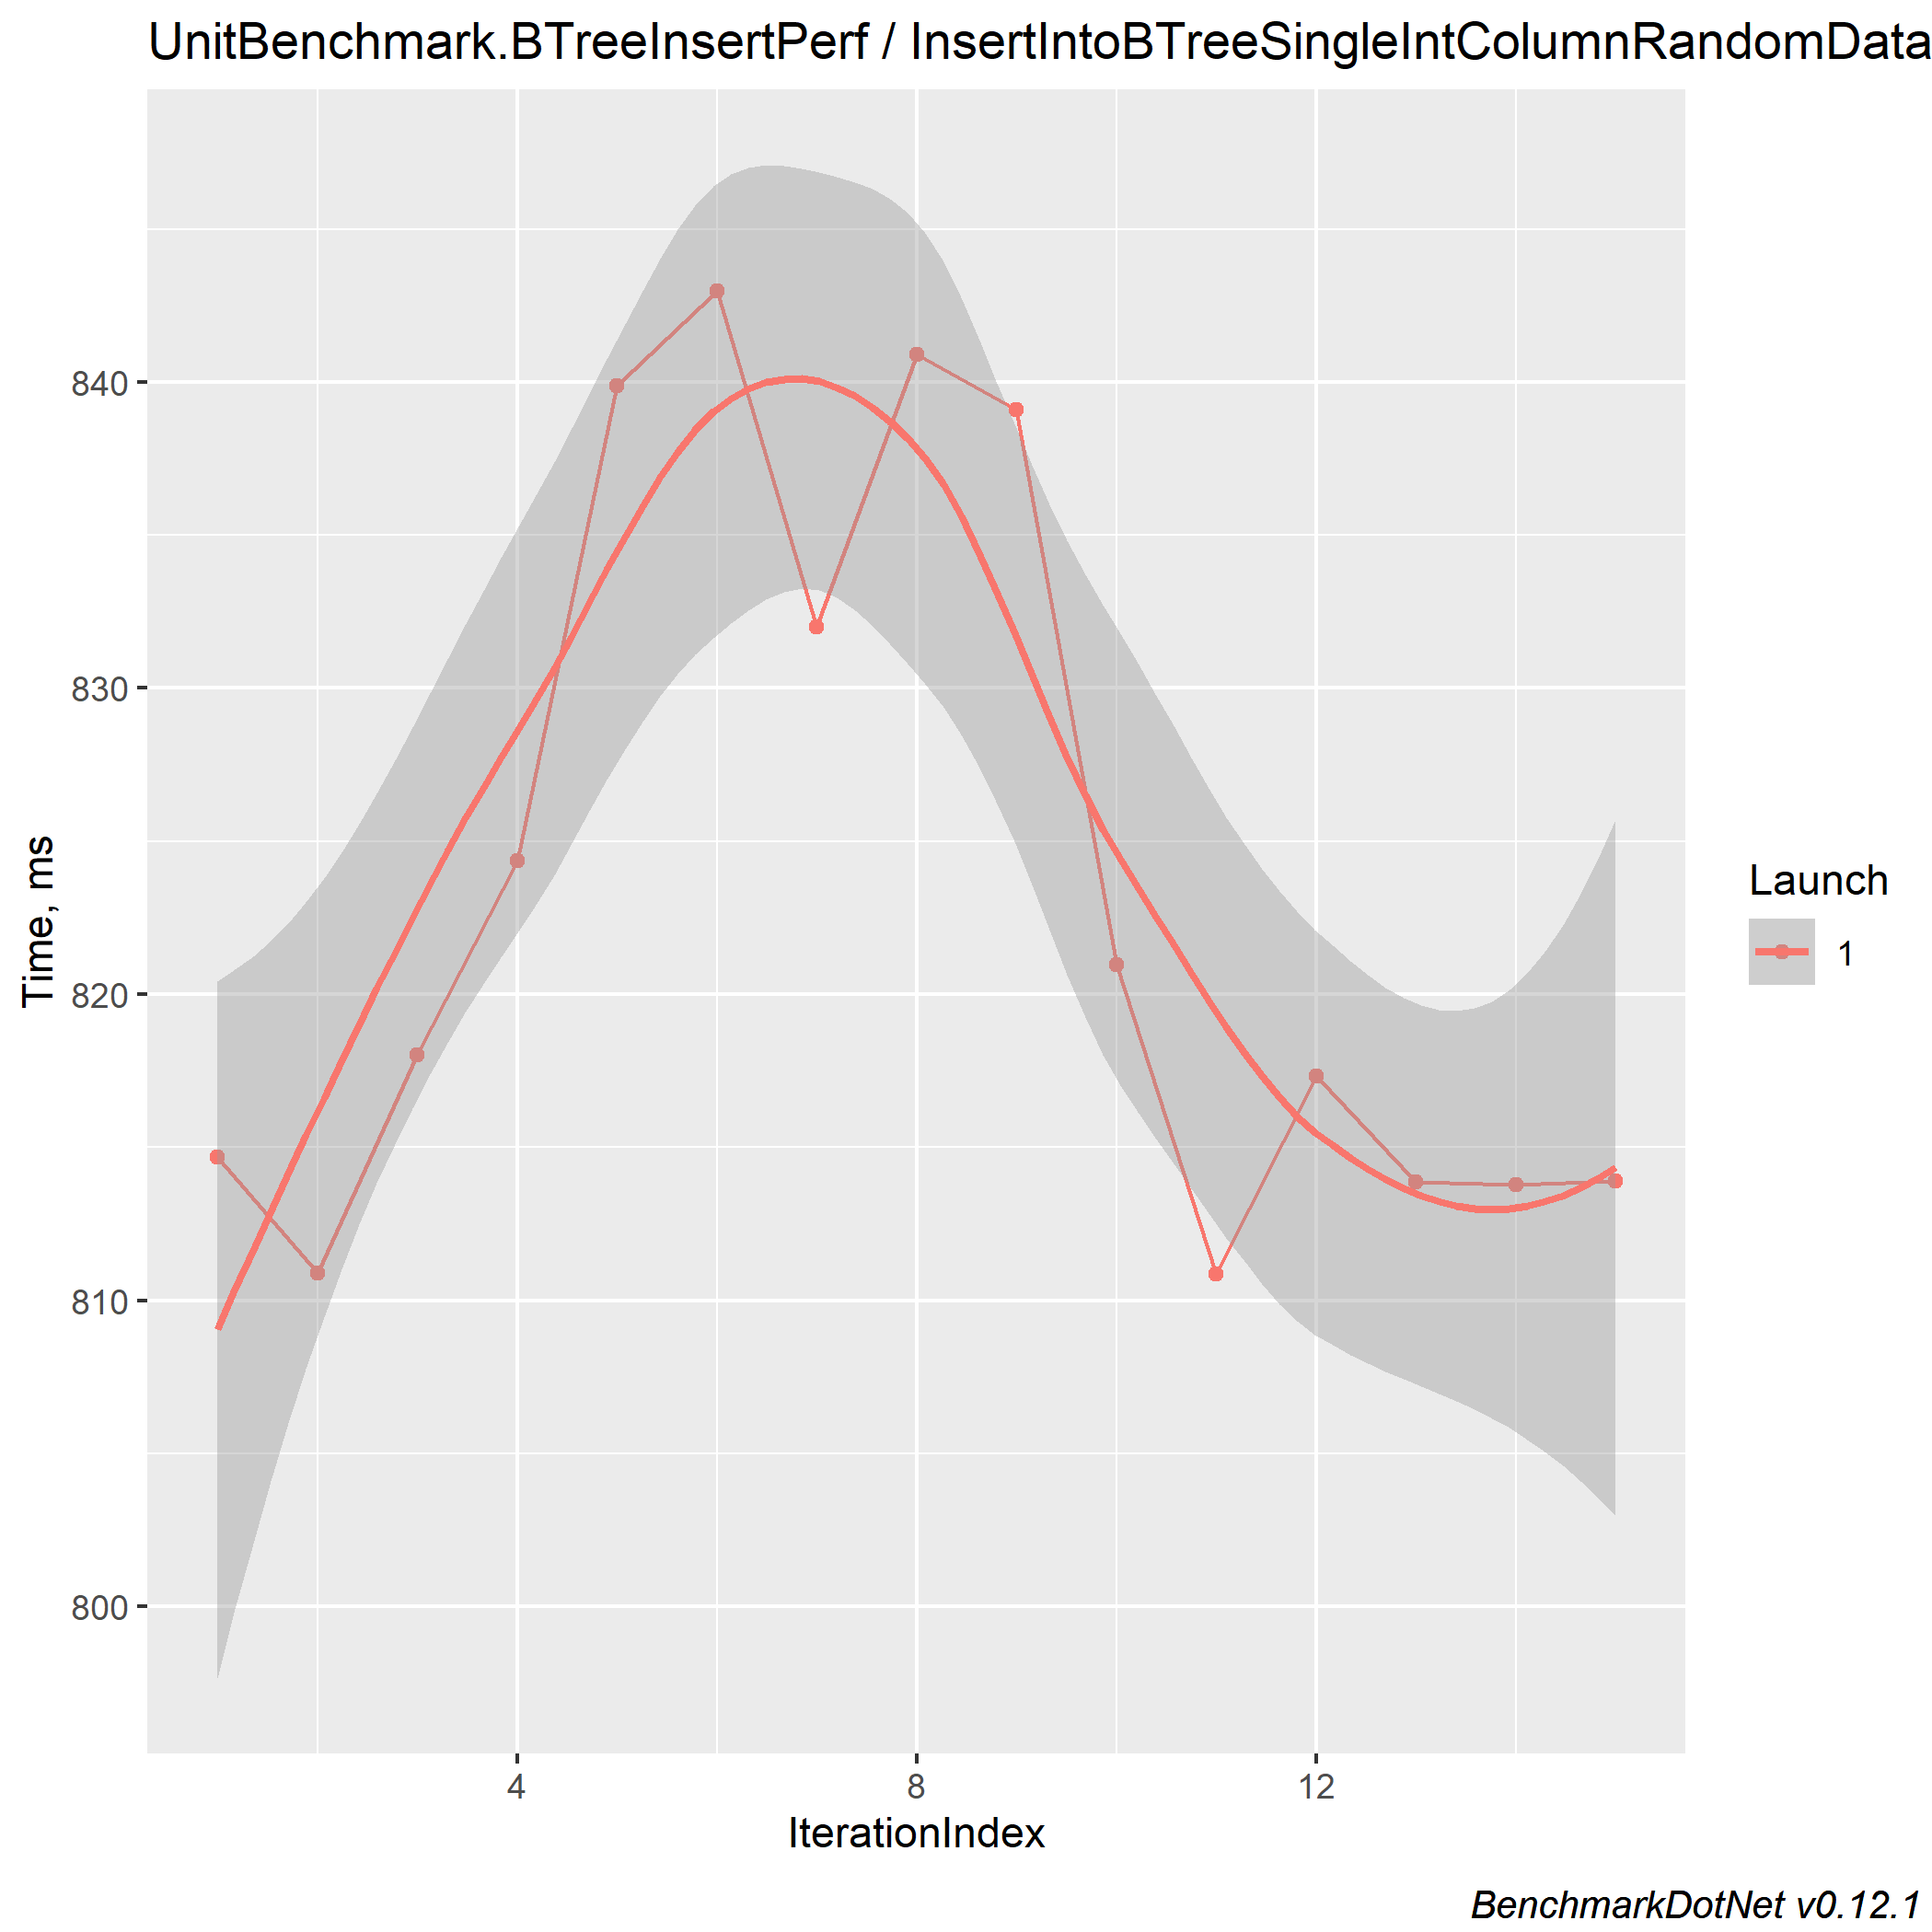 UnitBenchmark.BTreeInsertPerf / InsertIntoBTreeSingleIntColumnRandomData
Time, ms
840
830
820
810
800
4 8 12
IterationIndex
Launch
1
BenchmarkDotNet v0.12.1